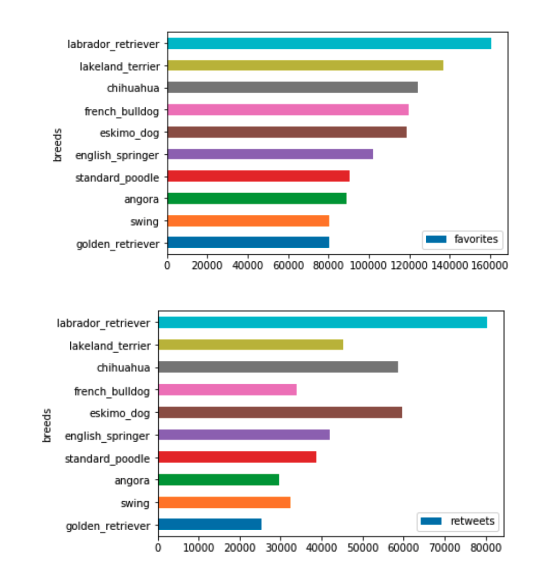 labrador_retriever
lakeland_terrier
chihuahua
french_bulldog
eskimo_dog
english_springer
standard_poodle
angora
swing
golden_retriever
breeds
favorites
0 20000 40000 60000 80000 100000 120000 140000 160000
labrador_retriever
lakeland_terrier
chihuahua
french_bulldog
eskimo_dog
english_springer
standard_poodle
angora
swing
golden_retriever
breeds
retweets
0 10000 20000 30000 40000 50000 60000 70000 80000